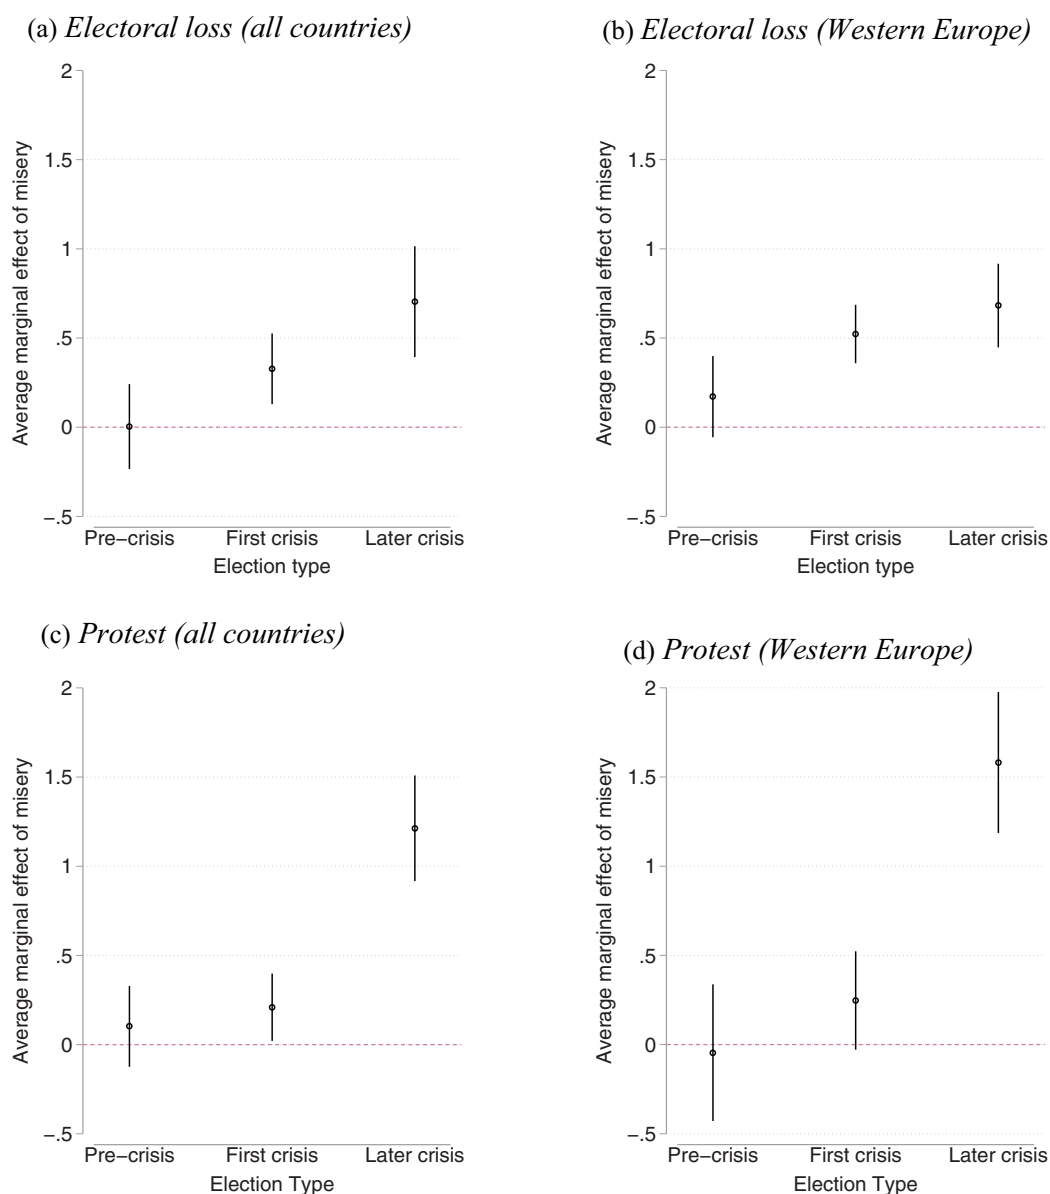 (a) Electoral loss (all countries)
2
1.5
1
.5
0
−.5
Average marginal effect of misery
Pre−crisis First crisis Later crisis
Election type
(b) Electoral loss (Western Europe)
2
1.5
1
.5
0
−.5
Average marginal effect of misery
Pre−crisis First crisis Later crisis
Election type
(c) Protest (all countries)
2
1.5
1
.5
0
−.5
Average marginal effect of misery
Pre−crisis First crisis Later crisis
Election Type
(d) Protest (Western Europe)
2
1.5
1
.5
0
−.5
Average marginal effect of misery
Pre−crisis First crisis Later crisis
Election Type